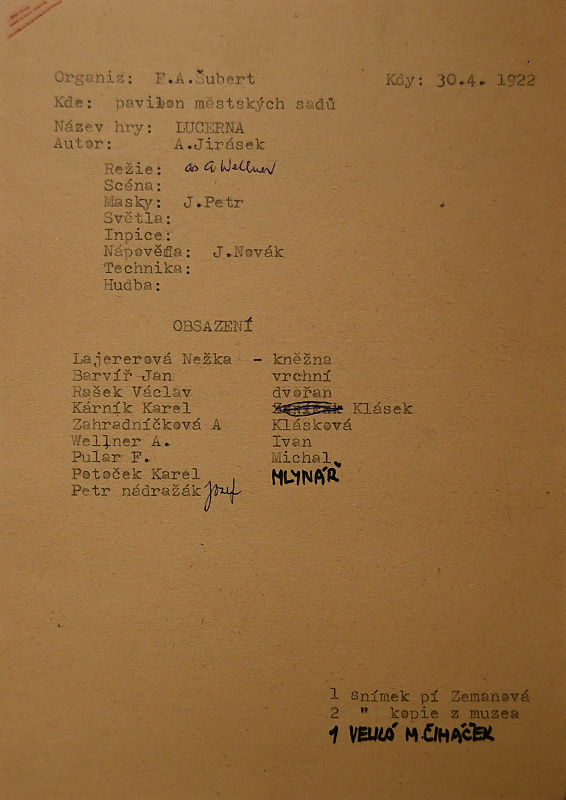 Organiz: F.A.Šubert Kdy: 30.4. 1922
Kde: pavilon městských sadů
Název hry: LUCERNA
Autor: A.Jirásek
Režie: as A Wellner
Scéna:
Masky: J.Petr
Světla:
Inpice:
Nápověda: J.Novák
Technika:
Hudba:
OBSAZENÍ
Lajererová Nežka - kněžna
Barvíř Jan vrchní
Rašek Václav dvořan
Kárník Karel Klásek
Zahradníčková A Klásková
Wellner A. Ivan
Pular F. Michal
Potoček Karel MLYNÁŘ
Petr nádražák Josef
1 snímek pí Zemanová
2 " kopie z muzea
1 VELKÁ M.ČIHÁČEK